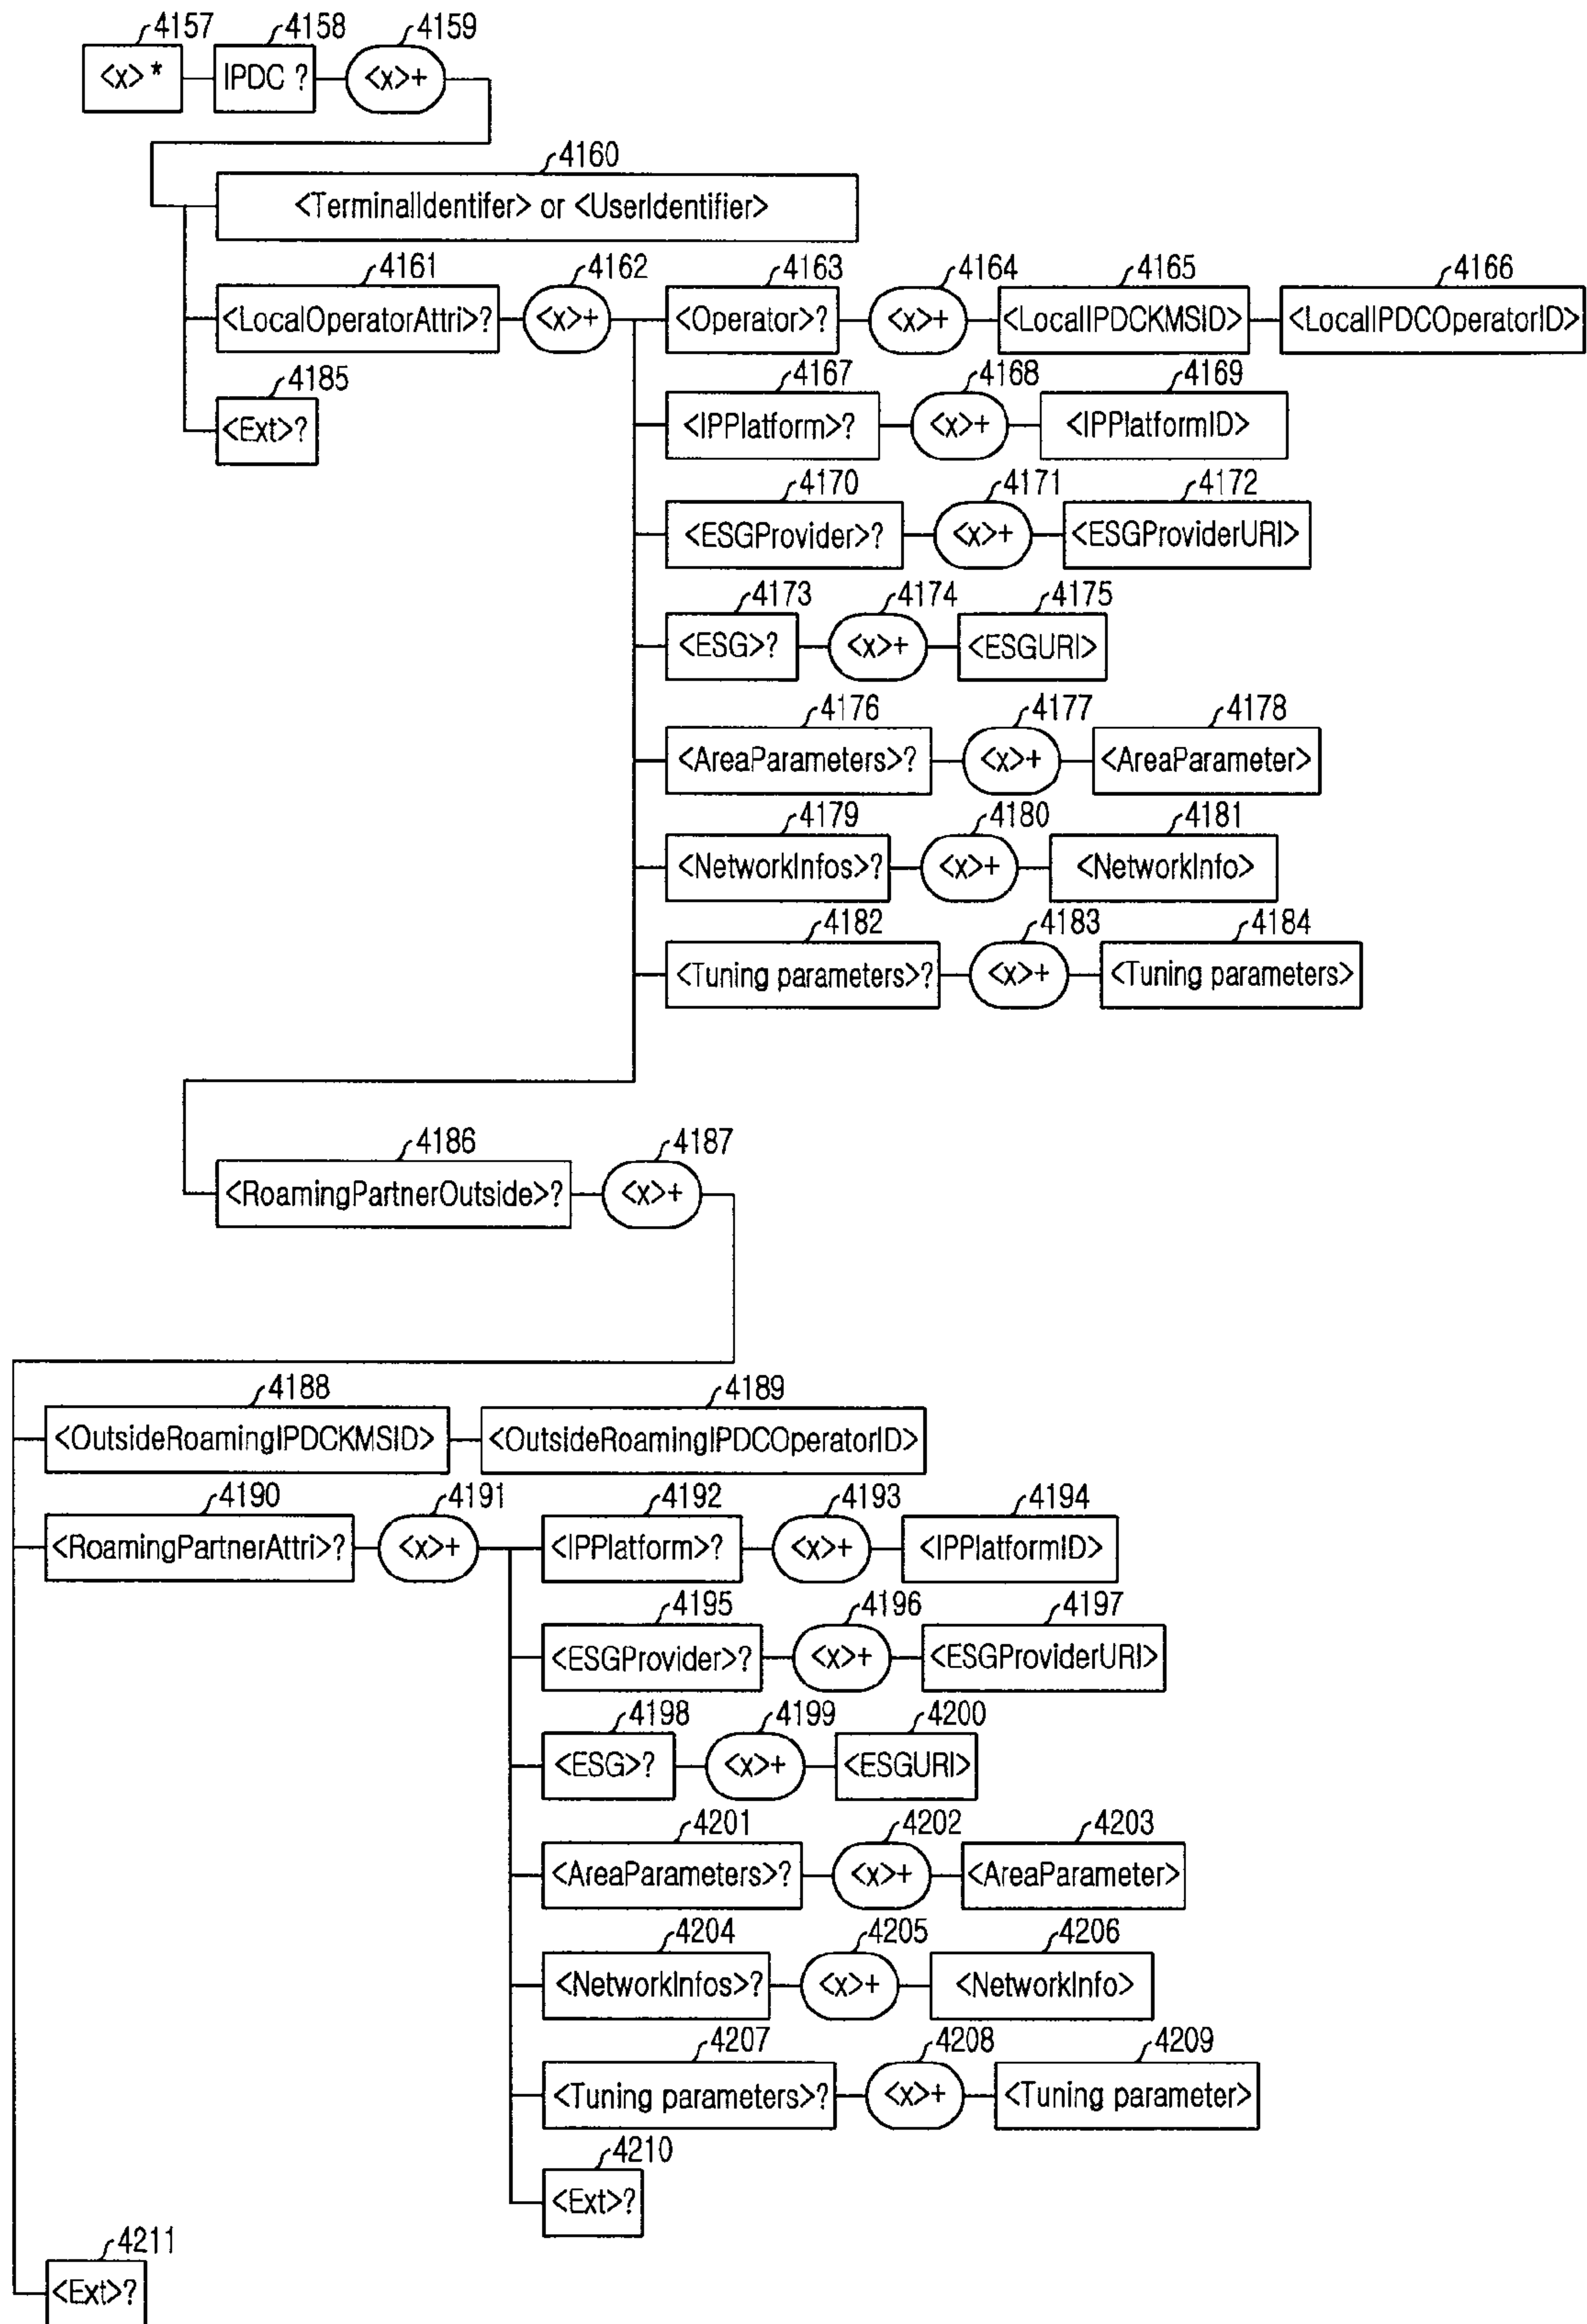 4157 4158 4159
<x>* IPDC ? <x>+
4160
<TerminalIdentifer> or <UserIdentifier>
4161 4162 4163 4164 4165 4166
<LocalOperatorAttri>? <x>+ <Operator>? <x>+ <LocalIPDCKMSID> <LocalIPDCOperatorID>
4185 4167 4168 4169
<Ext>? <IPPlatform>? <x>+ <IPPlatformID>
4170 4171 4172
<ESGProvider>? <x>+ <ESGProviderURI>
4173 4174 4175
<ESG>? <x>+ <ESGURI>
4176 4177 4178
<AreaParameters>? <x>+ <AreaParameter>
4179 4180 4181
<NetworkInfos>? <x>+ <NetworkInfo>
4182 4183 4184
<Tuning parameters>? <x>+ <Tuning parameters>
4186 4187
<RoamingPartnerOutside>? <x>+
4188 4189
<OutsideRoamingIPDCKMSID> <OutsideRoamingIPDCOperatorID>
4190 4191 4192 4193 4194
<RoamingPartnerAttri>? <x>+ <IPPlatform>? <x>+ <IPPlatformID>
4195 4196 4197
<ESGProvider>? <x>+ <ESGProviderURI>
4198 4199 4200
<ESG>? <x>+ <ESGURI>
4201 4202 4203
<AreaParameters>? <x>+ <AreaParameter>
4204 4205 4206
<NetworkInfos>? <x>+ <NetworkInfo>
4207 4208 4209
<Tuning parameters>? <x>+ <Tuning parameter>
4210
<Ext>?
4211
<Ext>?